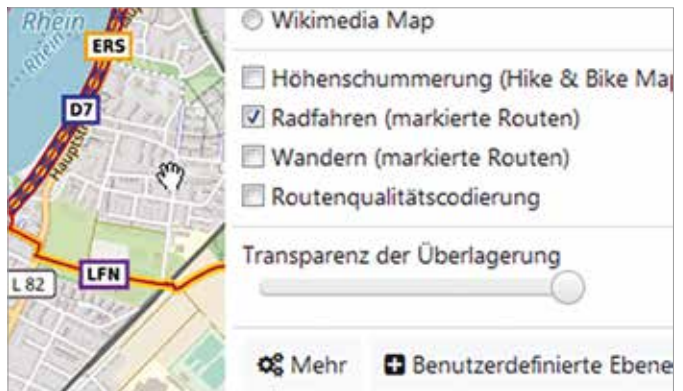 Rhein
Rhein
ERS
D7
LFN
L 82
Wikimedia Map
Höhenschummerung (Hike & Bike Map
Radfahren (markierte Routen)
Wandern (markierte Routen)
Routenqualitätscodierung
Transparenz der Überlagerung
Mehr
Benutzerdefinierte Ebene